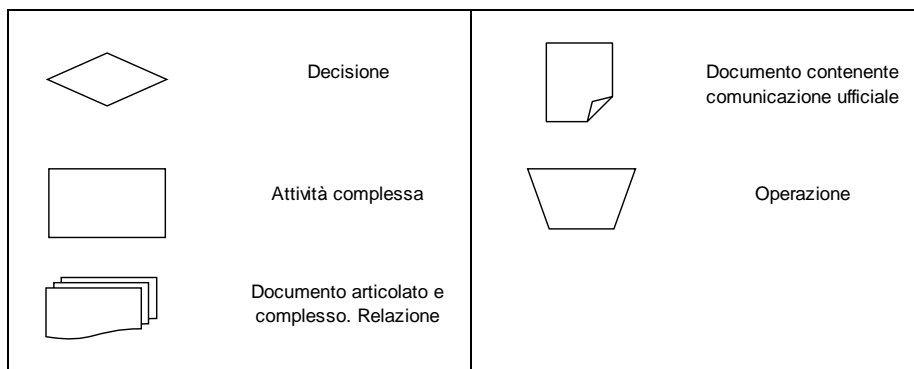 Decisione
Attività complessa
Documento articolato e
complesso. Relazione
Documento contenente
comunicazione ufficiale
Operazione